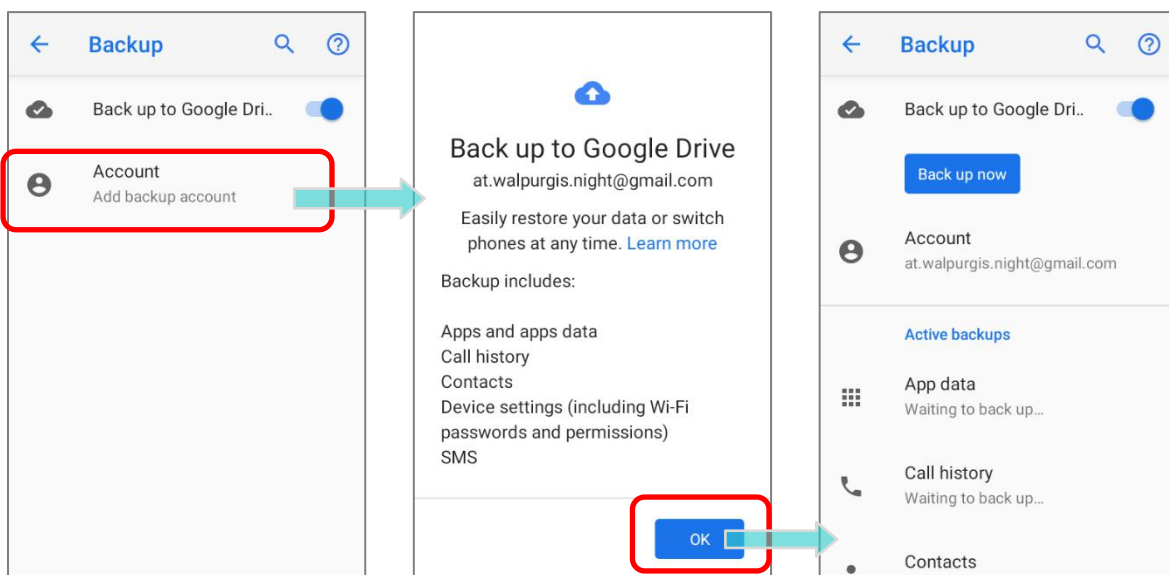 Backup
Back up to Google Dri..
Account
Add backup account
Back up to Google Drive
at.walpurgis.night@gmail.com
Easily restore your data or switch
phones at any time. Learn more
Backup includes:
Apps and apps data
Call history
Contacts
Device settings (including Wi-Fi
passwords and permissions)
SMS
OK
Backup
Back up to Google Dri..
Back up now
Account
at.walpurgis.night@gmail.com
Active backups
App data
Waiting to back up...
Call history
Waiting to back up...
Contacts